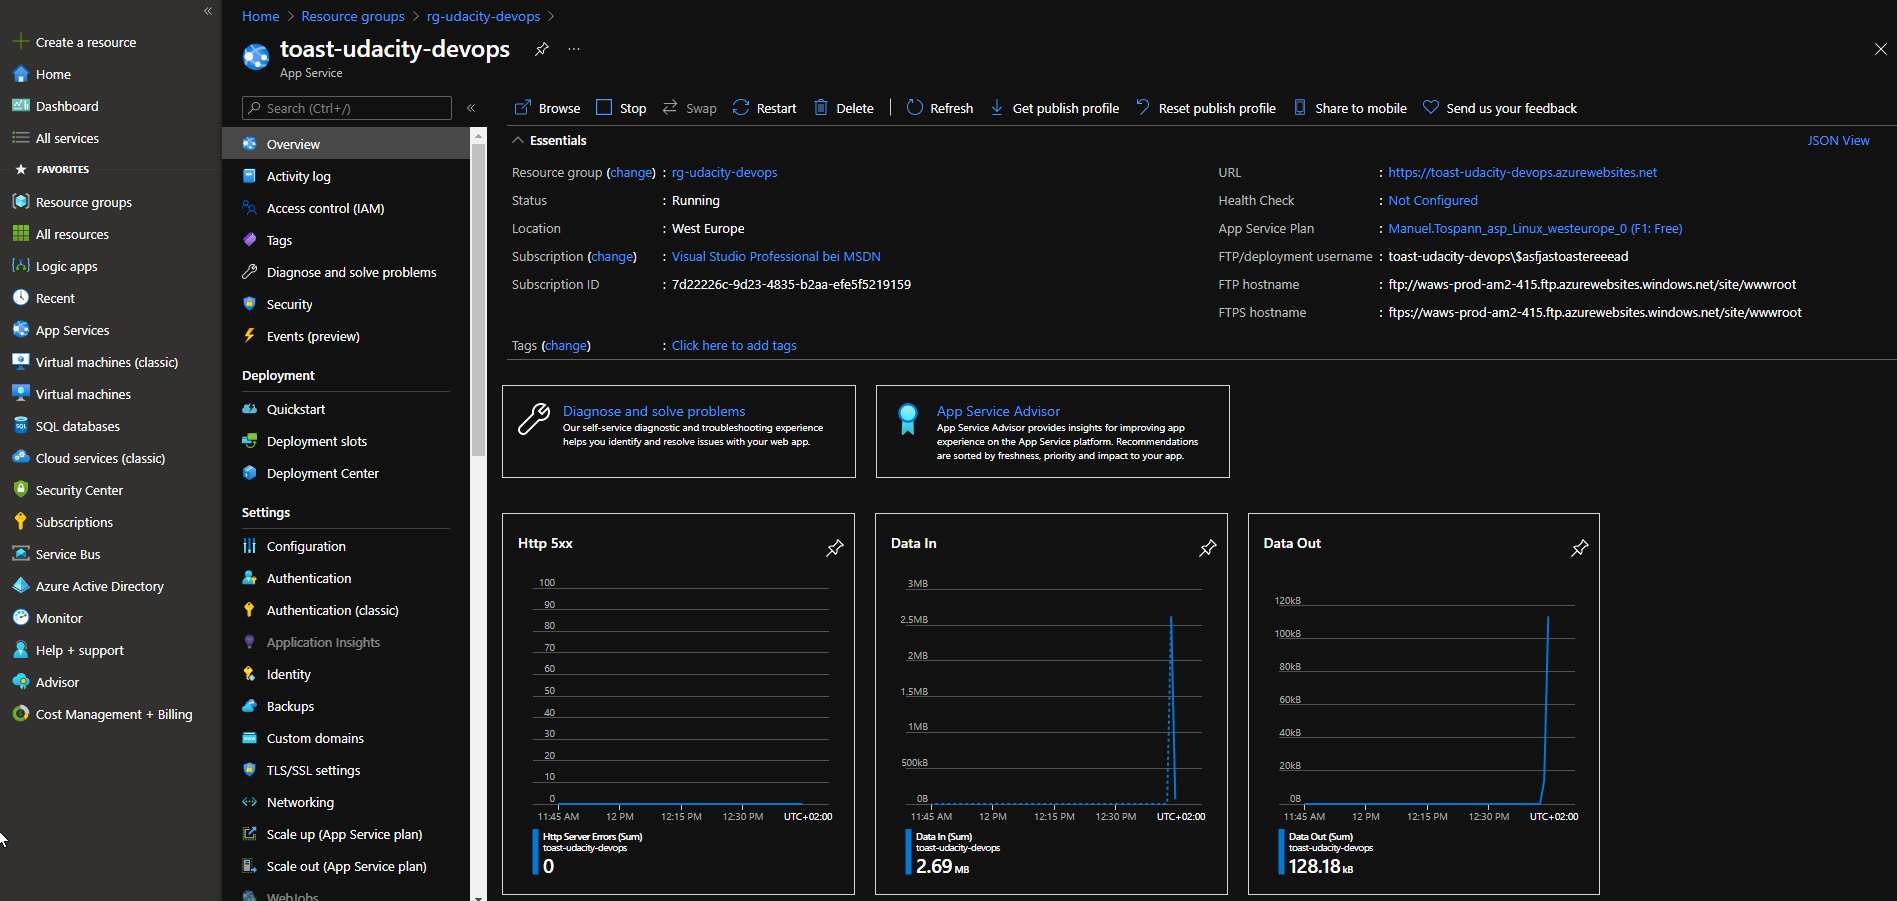 «
Create a resource
Home
Dashboard
All services
FAVORITES
Resource groups
All resources
Logic apps
Recent
App Services
Virtual machines (classic)
Virtual machines
SQL databases
Cloud services (classic)
Security Center
Subscriptions
Service Bus
Azure Active Directory
Monitor
Help + support
Advisor
Cost Management + Billing
Home > Resource groups > rg-udacity-devops >
toast-udacity-devops ...
App Service
Search (Ctrl+/) «
Overview
Activity log
Access control (IAM)
Tags
Diagnose and solve problems
Security
Events (preview)
Deployment
Quickstart
Deployment slots
Deployment Center
Settings
Configuration
Authentication
Authentication (classic)
Application Insights
Identity
Backups
Custom domains
TLS/SSL settings
Networking
Scale up (App Service plan)
Scale out (App Service plan)
WebJobs
Browse Stop Swap Restart Delete Refresh Get publish profile Reset publish profile Share to mobile Send us your feedback
Essentials JSON View
Resource group (change) : rg-udacity-devops
Status : Running
Location : West Europe
Subscription (change) : Visual Studio Professional bei MSDN
Subscription ID : 7d22226c-9d23-4835-b2aa-efe5f5219159
Tags (change) : Click here to add tags
URL : https://toast-udacity-devops.azurewebsites.net
Health Check : Not Configured
App Service Plan : Manuel.Tospann_asp_Linux_westeurope_0 (F1: Free)
FTP/deployment username : toast-udacity-devops\$asfjastoastereeead
FTP hostname : ftp://waws-prod-am2-415.ftp.azurewebsites.windows.net/site/wwwroot
FTPS hostname : ftps://waws-prod-am2-415.ftp.azurewebsites.windows.net/site/wwwroot
Diagnose and solve problems
Our self-service diagnostic and troubleshooting experience
helps you identify and resolve issues with your web app.
App Service Advisor
App Service Advisor provides insights for improving app
experience on the App Service platform. Recommendations
are sorted by freshness, priority and impact to your app.
Http 5xx
100
90
80
70
60
50
40
30
20
10
0
11:45 AM 12 PM 12:15 PM 12:30 PM UTC+02:00
Http Server Errors (Sum)
toast-udacity-devops
0
Data In
3MB
2.5MB
2MB
1.5MB
1MB
500kB
0B
11:45 AM 12 PM 12:15 PM 12:30 PM UTC+02:00
Data In (Sum)
toast-udacity-devops
2.69 MB
Data Out
120kB
100kB
80kB
60kB
40kB
20kB
0B
11:45 AM 12 PM 12:15 PM 12:30 PM UTC+02:00
Data Out (Sum)
toast-udacity-devops
128.18 kB